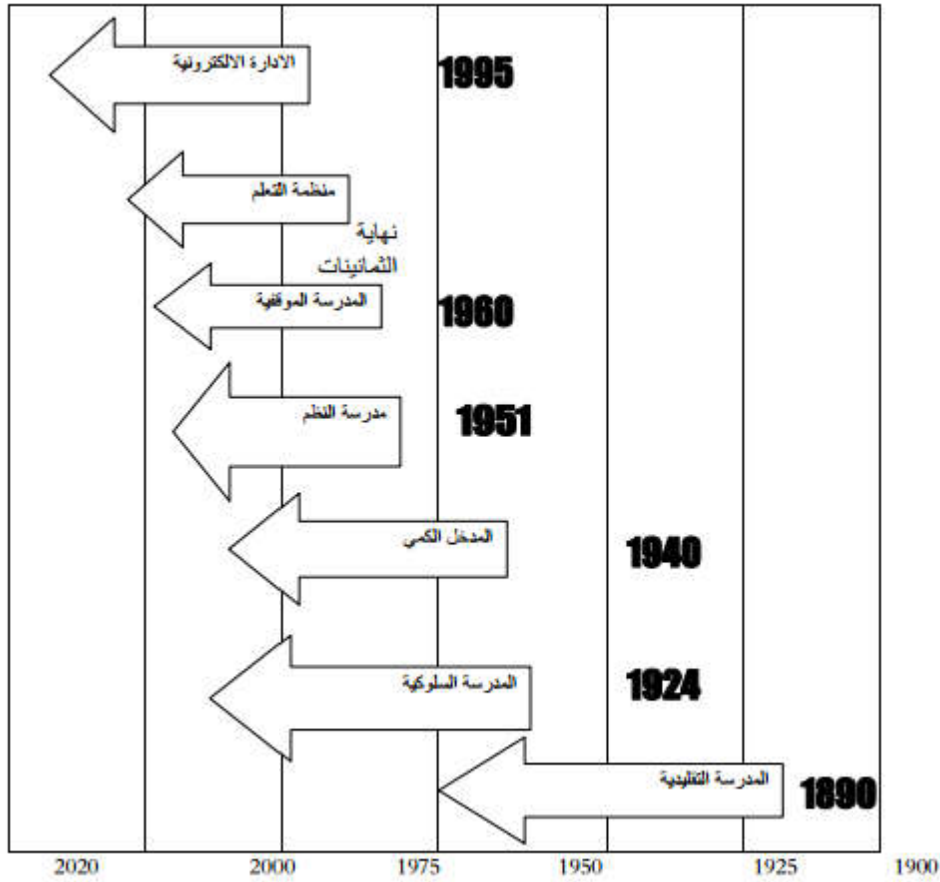 الادارة الالكترونية
1995
منظمة التعلم
نهاية
الثمانينات
المدرسة الموقفية
1960
مدرسة النظم
1951
المدخل الكمي
1940
المدرسة السلوكية
1924
المدرسة التقليدية
1890
1900 1925 1950 1975 2000 2020